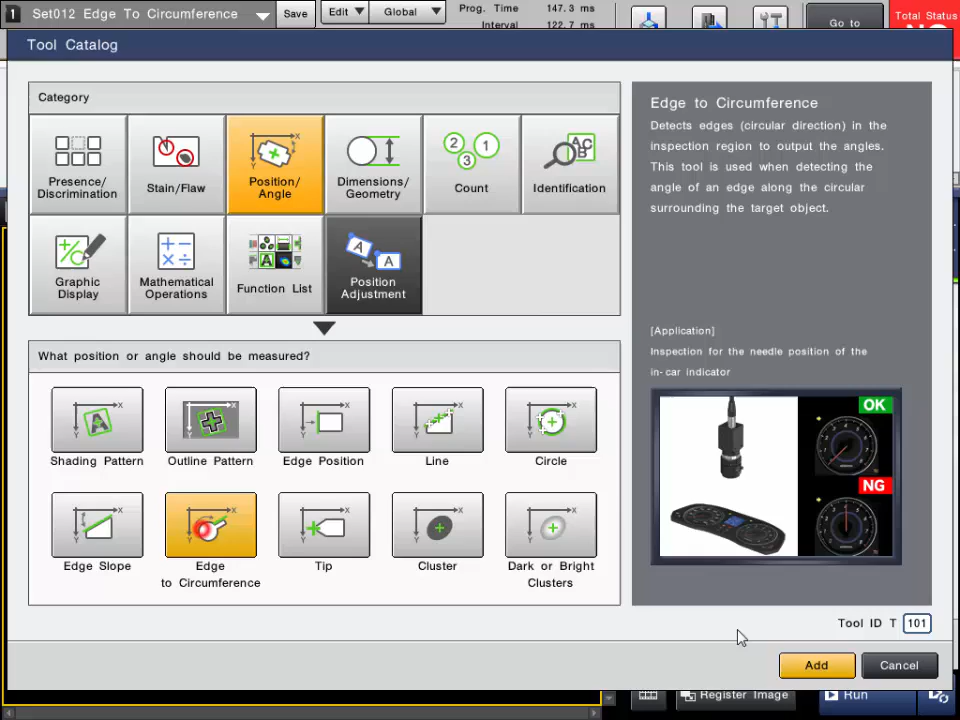 1 Set012 Edge To Circumference Save Edit Global Prog. Time 147.3 ms
Interval 122.7 ms
Go to
Total Status
Tool Catalog
Category
Presence/
Discrimination
Stain/Flaw
Position/
Angle
Dimensions/
Geometry
Count
Identification
Graphic
Display
Mathematical
Operations
Function List
Position
Adjustment
What position or angle should be measured?
Shading Pattern
Outline Pattern
Edge Position
Line
Circle
Edge Slope
Edge
to Circumference
Tip
Cluster
Dark or Bright
Clusters
Edge to Circumference
Detects edges (circular direction) in the
inspection region to output the angles.
This tool is used when detecting the
angle of an edge along the circular
surrounding the target object.
[Application]
Inspection for the needle position of the
in-car indicator
OK
NG
Tool ID T 101
Add
Cancel
Register Image
Run